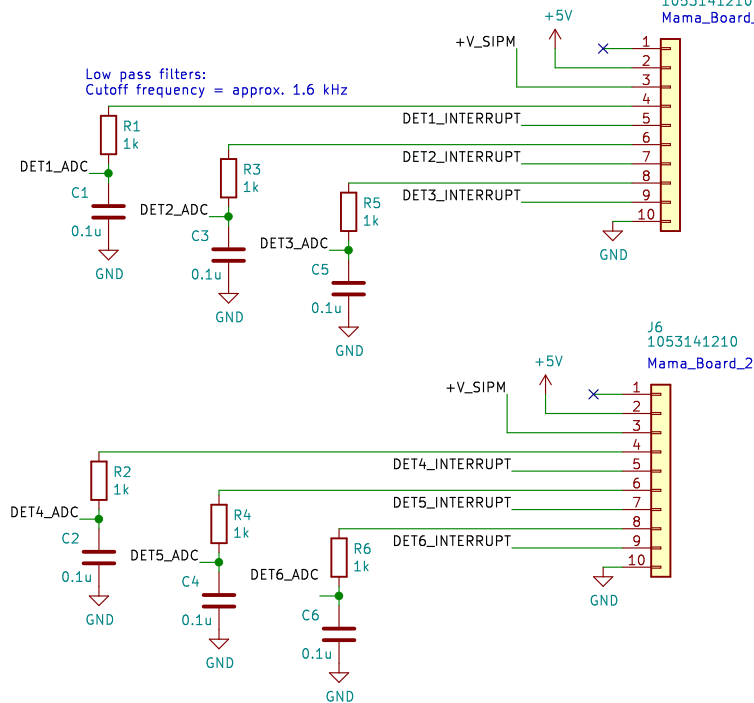 1053141210
Mama_Board_
+5V
+V_SIPM
1
2
3
4
5
6
7
8
9
10
Low pass filters:
Cutoff frequency = approx. 1.6 kHz
R1
1k
DET1_INTERRUPT
DET1_ADC
C1
0.1u
GND
R3
1k
DET2_INTERRUPT
DET2_ADC
C3
0.1u
GND
R5
1k
DET3_INTERRUPT
DET3_ADC
C5
0.1u
GND
GND
J6
1053141210
Mama_Board_2
+5V
+V_SIPM
1
2
3
4
5
6
7
8
9
10
R2
1k
DET4_INTERRUPT
DET4_ADC
C2
0.1u
GND
R4
1k
DET5_INTERRUPT
DET5_ADC
C4
0.1u
GND
R6
1k
DET6_INTERRUPT
DET6_ADC
C6
0.1u
GND
GND